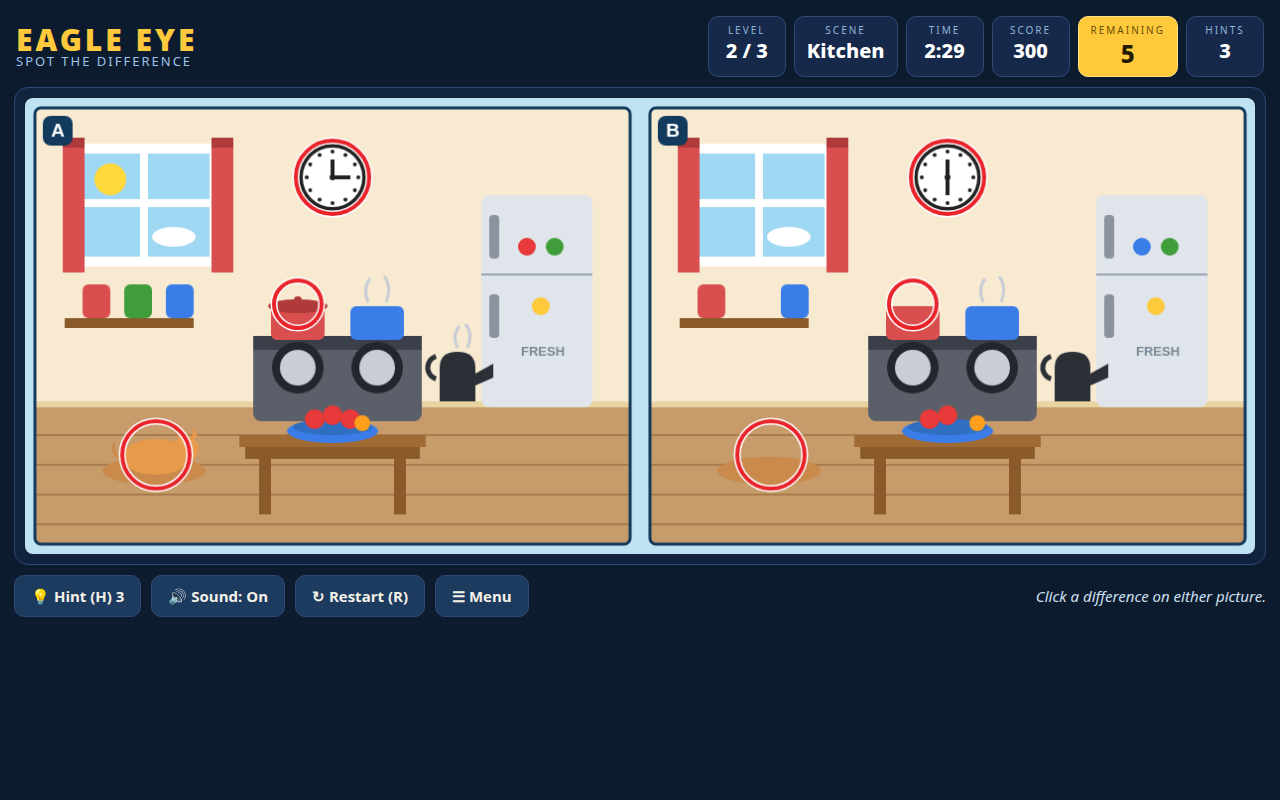 EAGLE EYE
SPOT THE DIFFERENCE
LEVEL
2 / 3
SCENE
Kitchen
TIME
2:29
SCORE
300
REMAINING
5
HINTS
3
A
FRESH
B
FRESH
💡 Hint (H) 3
🔊 Sound: On
↻ Restart (R)
☰ Menu
Click a difference on either picture.